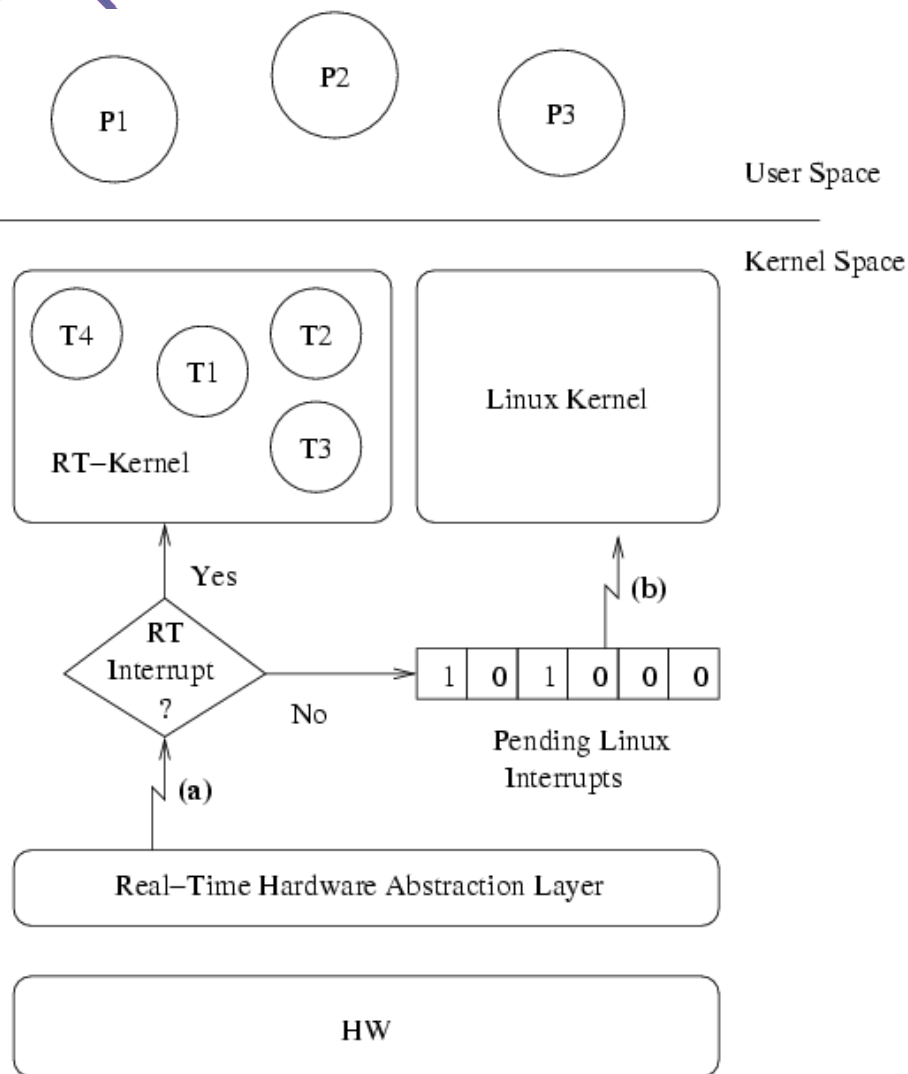 P1
P2
P3
User Space
Kernel Space
T4
T1
T2
T3
RT–Kernel
Linux Kernel
Yes
(b)
RT
Interrupt
?
No
1 0 1 0 0 0
Pending Linux
Interrupts
(a)
Real–Time Hardware Abstraction Layer
HW